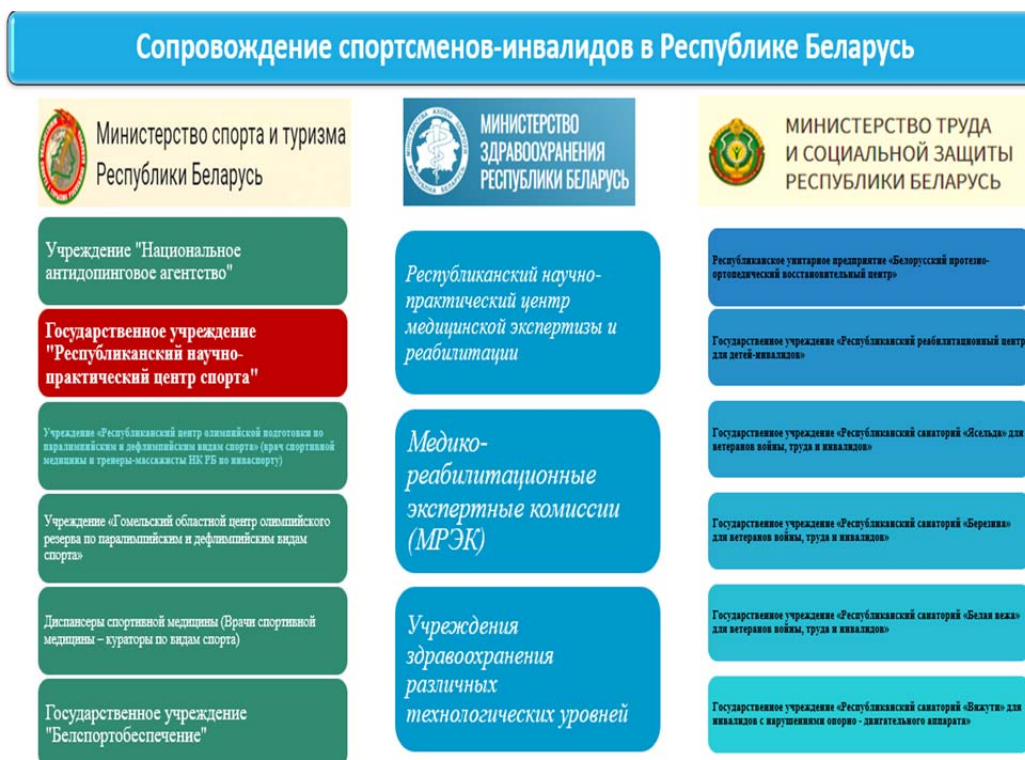 Сопровождение спортсменов-инвалидов в Республике Беларусь
Министерство спорта и туризма
Республики Беларусь
Учреждение "Национальное
антидопинговое агентство"
Государственное учреждение
"Республиканский научно-
практический центр спорта"
Учреждение «Республиканский центр олимпийской подготовки по
паралимпийским и дефлимпийским видам спорта» (врач спортивной
медицины и тренеры-массажисты НК РБ по инваспорту)
Учреждение «Гомельский областной центр олимпийского
резерва по паралимпийским и дефлимпийским видам
спорта»
Диспансеры спортивной медицины (Врачи спортивной
медицины – кураторы по видам спорта)
Государственное учреждение
"Белспортобеспечение"
МИНИСТЕРСТВО
ЗДРАВООХРАНЕНИЯ
РЕСПУБЛИКИ БЕЛАРУСЬ
Республиканский научно-
практический центр
медицинской экспертизы и
реабилитации
Медико-
реабилитационные
экспертные комиссии
(МРЭК)
Учреждения
здравоохранения
различных
технологических уровней
МИНИСТЕРСТВО ТРУДА
И СОЦИАЛЬНОЙ ЗАЩИТЫ
РЕСПУБЛИКИ БЕЛАРУСЬ
Республиканское унитарное предприятие «Белорусский протезно-
ортопедический восстановительный центр»
Государственное учреждение «Республиканский реабилитационный центр
для детей-инвалидов»
Государственное учреждение «Республиканский санаторий «Ясельда» для
ветеранов войны, труда и инвалидов»
Государственное учреждение «Республиканский санаторий «Березина»
для ветеранов войны, труда и инвалидов»
Государственное учреждение «Республиканский санаторий «Белая вежа»
для ветеранов войны, труда и инвалидов»
Государственное учреждение «Республиканский санаторий «Вяжути» для
инвалидов с нарушениями опорно - двигательного аппарата»